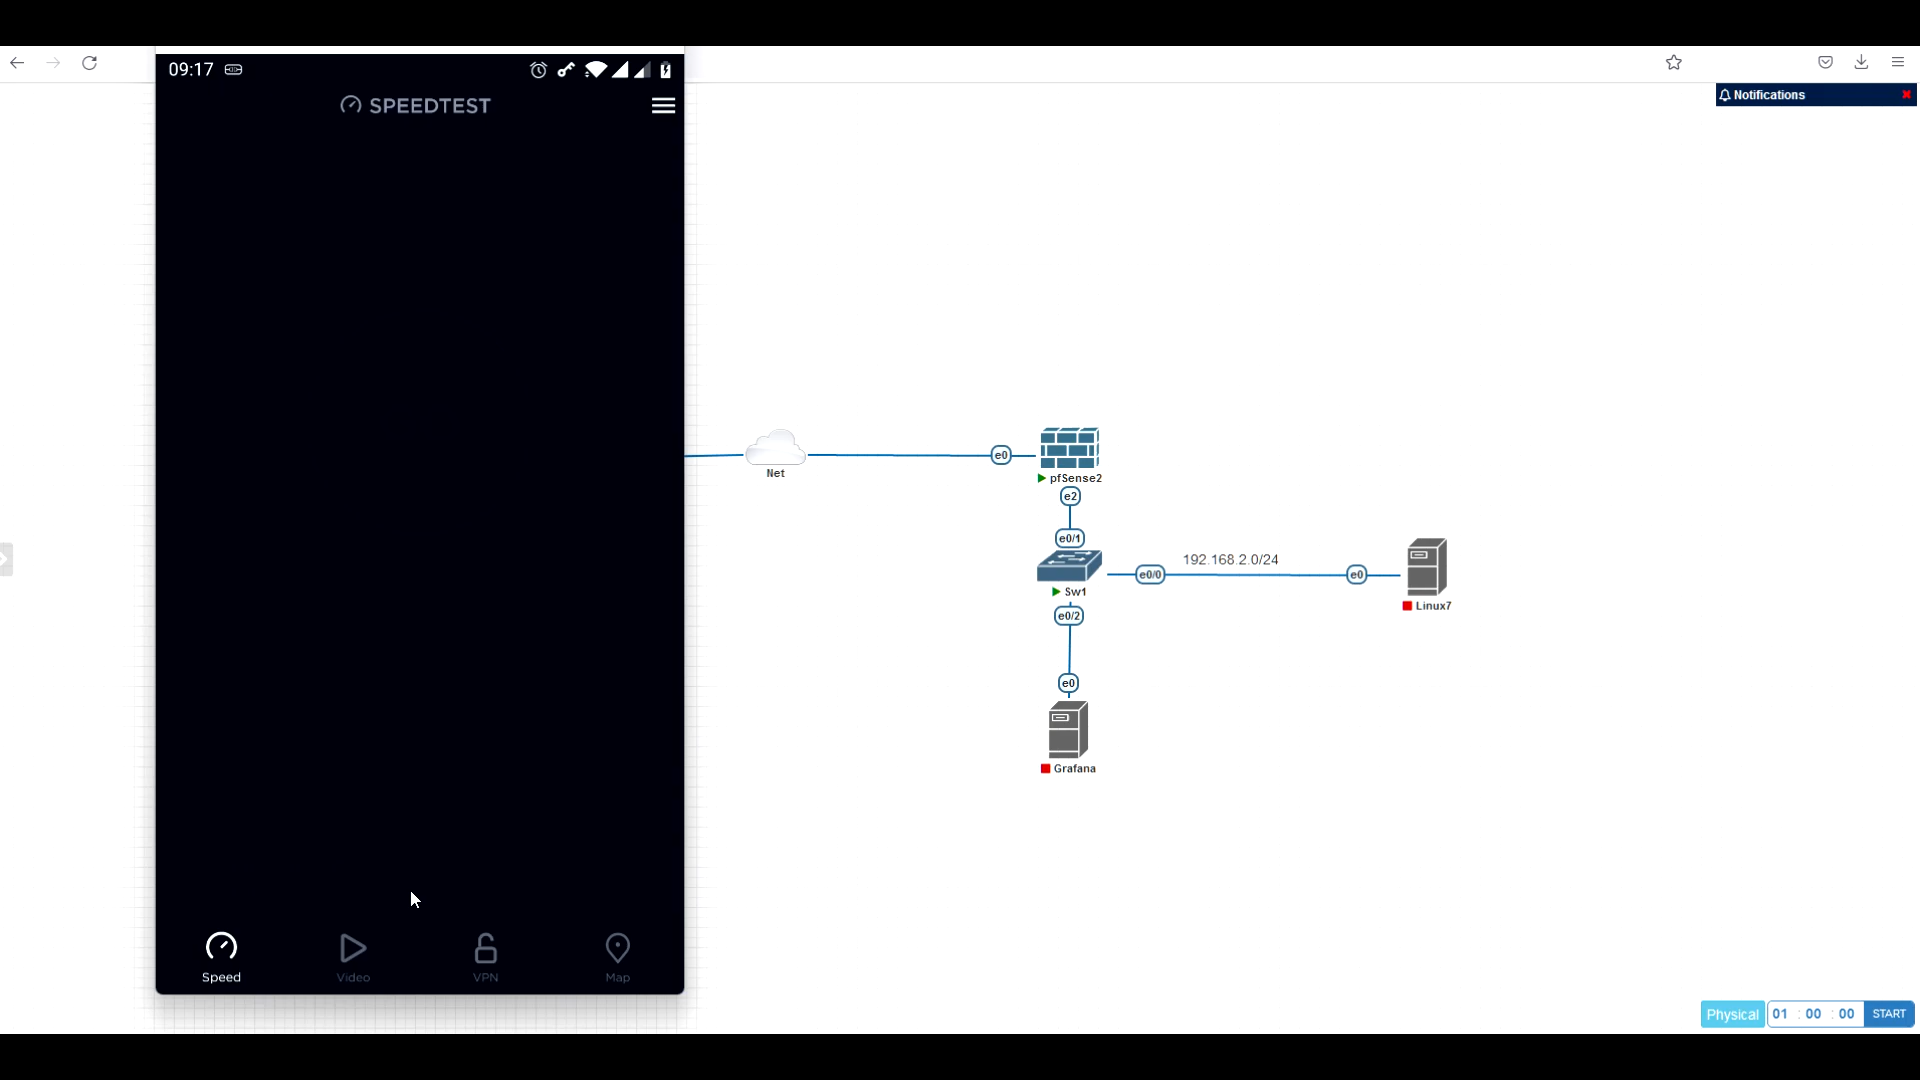 09:17
SPEEDTEST
Notifications
Net
e0
pfSense2
e2
e0/1
192.168.2.0/24
e0/0
e0
Sw1
Linux7
e0/2
e0
Grafana
Speed
Video
VPN
Map
Physical
01 : 00 : 00
START